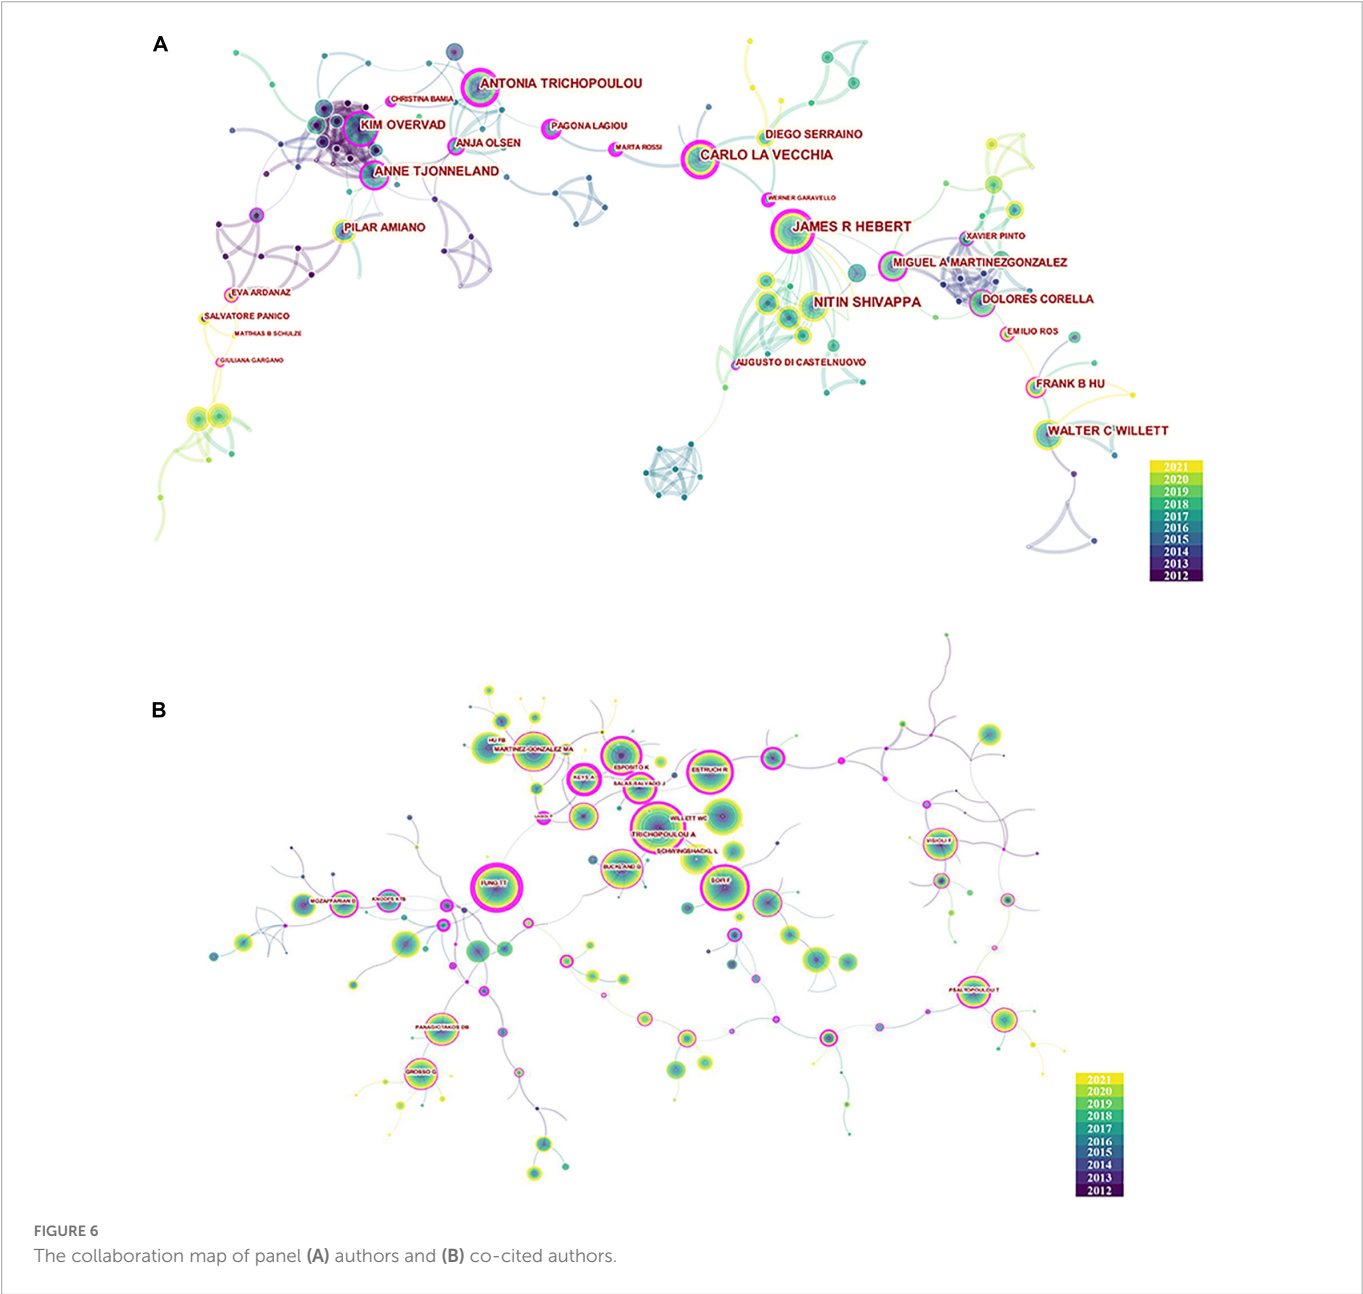 A
ANTONIA TRICHOPOULOU
CHRISTINA BAMIA
KIM OVERVAD
PAGONA LAGIOU
ANJA OLSEN
MARTA ROSSI
DIEGO SERRAINO
CARLO LA VECCHIA
ANNE TJONNELAND
WERNER GARAVELLO
PILAR AMIANO
JAMES R HEBERT
XAVIER PINTO
MIGUEL A MARTINEZGONZALEZ
EVA ARDANAZ
NITIN SHIVAPPA
DOLORES CORELLA
SALVATORE PANICO
MATTHIAS B SCHULZE
EMILIO ROS
GIULIANA GARGANO
AUGUSTO DI CASTELNUOVO
FRANK B HU
WALTER C WILLETT
2021
2020
2019
2018
2017
2016
2015
2014
2013
2012
B
HU FB
MARTINEZ-GONZALEZ MA
ESPOSITO K
ESTRUCH R
KEYS A
SALAS-SALVADO J
WILLETT WC
TRICHOPOULOU A
VISIOLI F
SCHWINGSHACKL L
BUCKLAND G
FUNG TT
SOFI F
MOZAFFARIAN D
KNOOPS KTB
PSALTOPOULOU T
PANAGIOTAKOS DB
GROSSO G
2021
2020
2019
2018
2017
2016
2015
2014
2013
2012
FIGURE 6
The collaboration map of panel (A) authors and (B) co-cited authors.